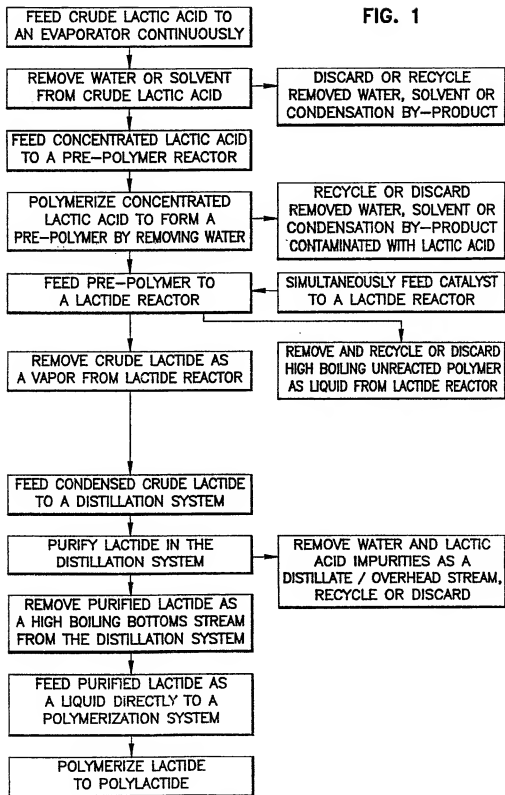 FIG. 1
FEED CRUDE LACTIC ACID TO
AN EVAPORATOR CONTINUOUSLY
REMOVE WATER OR SOLVENT
FROM CRUDE LACTIC ACID
DISCARD OR RECYCLE
REMOVED WATER, SOLVENT OR
CONDENSATION BY–PRODUCT
FEED CONCENTRATED LACTIC ACID
TO A PRE–POLYMER REACTOR
POLYMERIZE CONCENTRATED
LACTIC ACID TO FORM A
PRE–POLYMER BY REMOVING WATER
RECYCLE OR DISCARD
REMOVED WATER, SOLVENT OR
CONDENSATION BY–PRODUCT
CONTAMINATED WITH LACTIC ACID
FEED PRE–POLYMER TO
A LACTIDE REACTOR
SIMULTANEOUSLY FEED CATALYST
TO A LACTIDE REACTOR
REMOVE CRUDE LACTIDE AS
A VAPOR FROM LACTIDE REACTOR
REMOVE AND RECYCLE OR DISCARD
HIGH BOILING UNREACTED POLYMER
AS LIQUID FROM LACTIDE REACTOR
FEED CONDENSED CRUDE LACTIDE
TO A DISTILLATION SYSTEM
PURIFY LACTIDE IN THE
DISTILLATION SYSTEM
REMOVE WATER AND LACTIC
ACID IMPURITIES AS A
DISTILLATE / OVERHEAD STREAM,
RECYCLE OR DISCARD
REMOVE PURIFIED LACTIDE AS
A HIGH BOILING BOTTOMS STREAM
FROM THE DISTILLATION SYSTEM
FEED PURIFIED LACTIDE AS
A LIQUID DIRECTLY TO A
POLYMERIZATION SYSTEM
POLYMERIZE LACTIDE
TO POLYLACTIDE